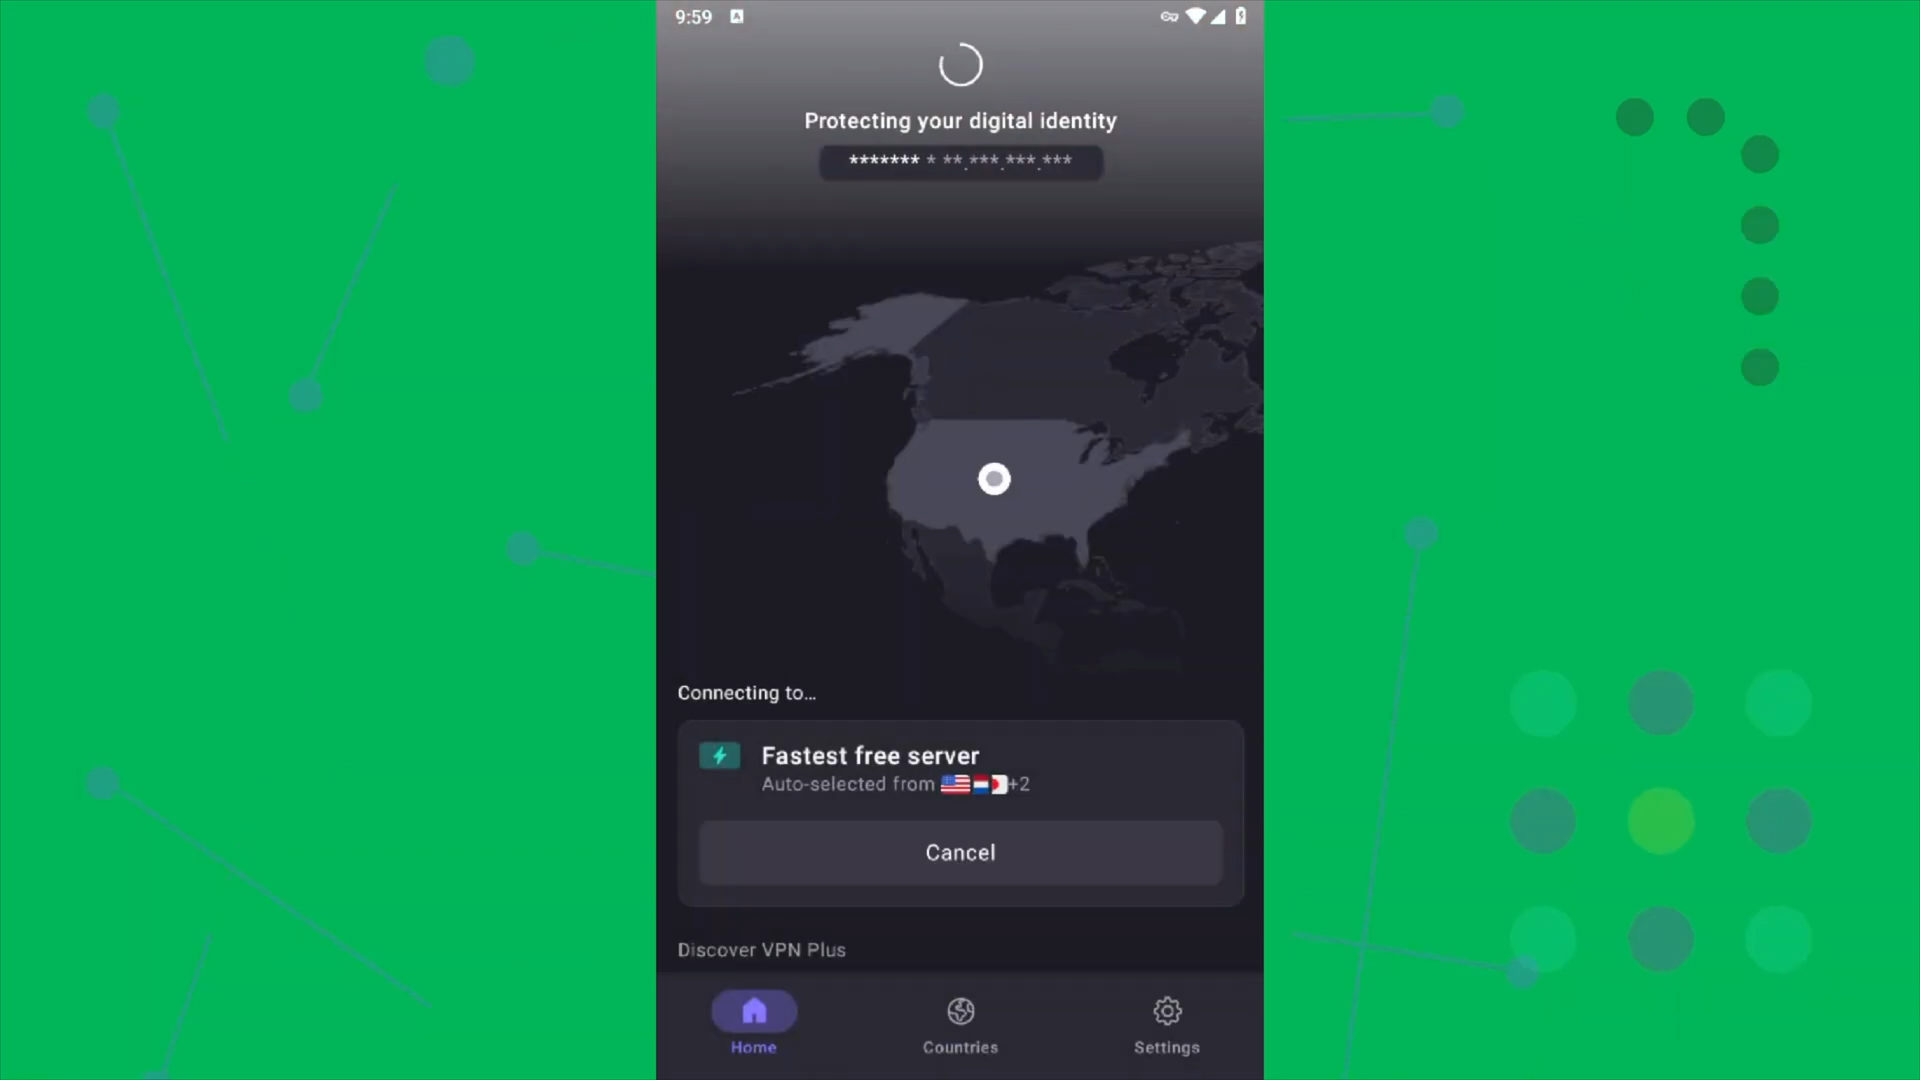 9:59
Protecting your digital identity
******* * **.***.***.***
Connecting to...
Fastest free server
Auto-selected from +2
Cancel
Discover VPN Plus
Home
Countries
Settings